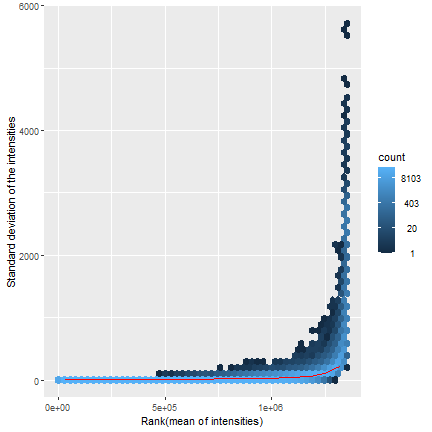 6000
4000
2000
0
Standard deviation of the intensities
0e+00
5e+05
1e+06
Rank(mean of intensities)
count
8103
403
20
1